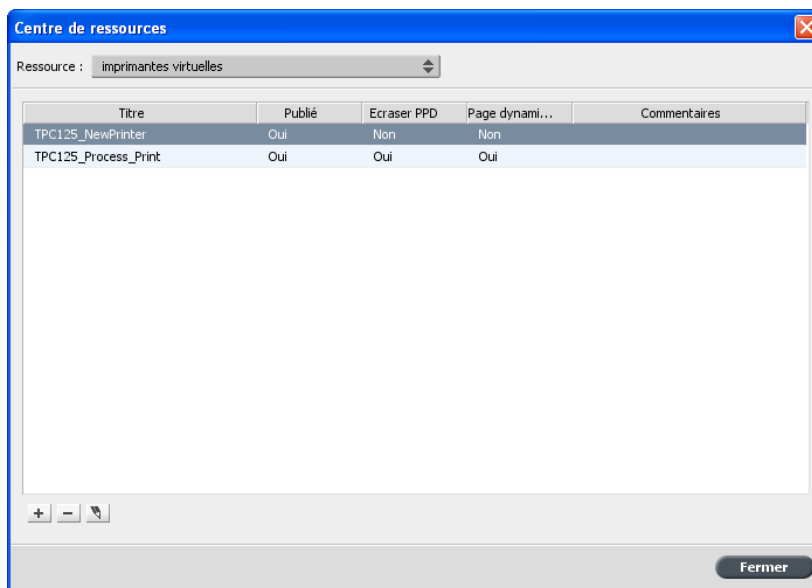 Centre de ressources
Ressource : imprimantes virtuelles
Titre Publié Ecraser PPD Page dynami... Commentaires
TPC125_NewPrinter Oui Non Non
TPC125_Process_Print Oui Oui Oui
Fermer